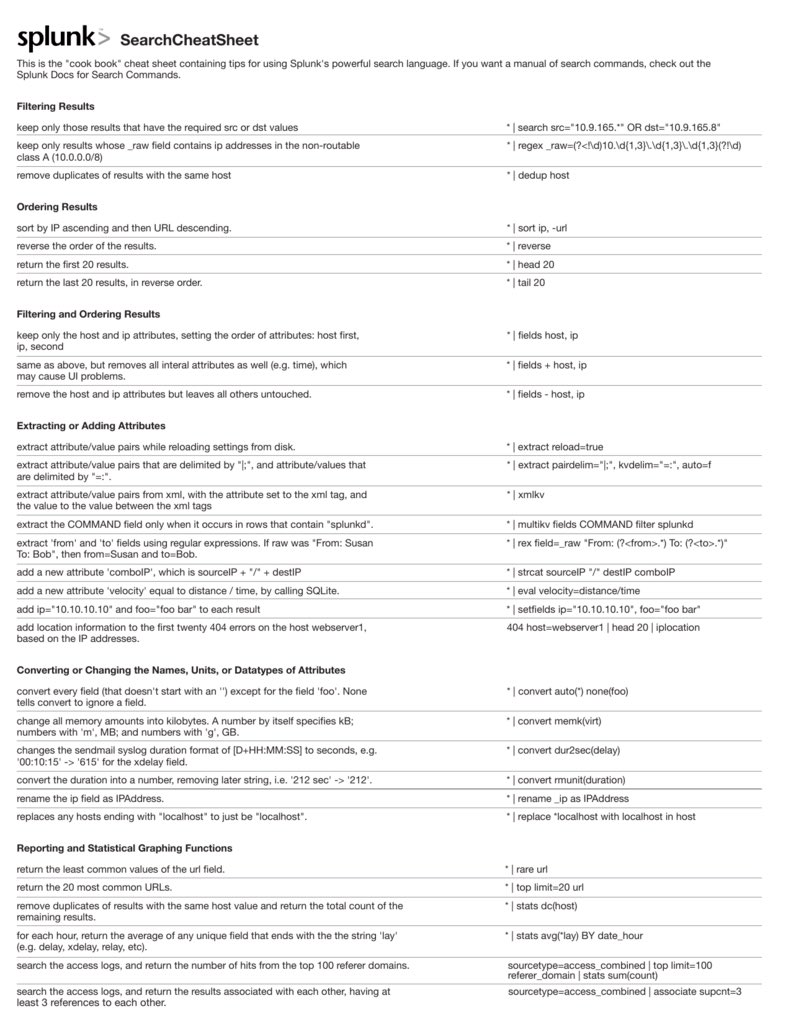 splunk> SearchCheatSheet
This is the "cook book" cheat sheet containing tips for using Splunk's powerful search language. If you want a manual of search commands, check out the
Splunk Docs for Search Commands.
Filtering Results
keep only those results that have the required src or dst values
* | search src="10.9.165.*" OR dst="10.9.165.8"
keep only results whose _raw field contains ip addresses in the non-routable
class A (10.0.0.0/8)
* | regex _raw=(?<!\d)10.\d{1,3}\.\d{1,3}\.\d{1,3}(?!\d)
remove duplicates of results with the same host
* | dedup host
Ordering Results
sort by IP ascending and then URL descending.
* | sort ip, -url
reverse the order of the results.
* | reverse
return the first 20 results.
* | head 20
return the last 20 results, in reverse order.
* | tail 20
Filtering and Ordering Results
keep only the host and ip attributes, setting the order of attributes: host first,
ip, second
* | fields host, ip
same as above, but removes all interal attributes as well (e.g. time), which
may cause UI problems.
* | fields + host, ip
remove the host and ip attributes but leaves all others untouched.
* | fields - host, ip
Extracting or Adding Attributes
extract attribute/value pairs while reloading settings from disk.
* | extract reload=true
extract attribute/value pairs that are delimited by "|;", and attribute/values that
are delimited by "=:".
* | extract pairdelim="|;", kvdelim="=:", auto=f
extract attribute/value pairs from xml, with the attribute set to the xml tag, and
the value to the value between the xml tags
* | xmlkv
extract the COMMAND field only when it occurs in rows that contain "splunkd".
* | multikv fields COMMAND filter splunkd
extract 'from' and 'to' fields using regular expressions. If raw was "From: Susan
To: Bob", then from=Susan and to=Bob.
* | rex field=_raw "From: (?<from>.*) To: (?<to>.*)"
add a new attribute 'comboIP', which is sourceIP + "/" + destIP
* | strcat sourceIP "/" destIP comboIP
add a new attribute 'velocity' equal to distance / time, by calling SQLite.
* | eval velocity=distance/time
add ip="10.10.10.10" and foo="foo bar" to each result
* | setfields ip="10.10.10.10", foo="foo bar"
add location information to the first twenty 404 errors on the host webserver1,
based on the IP addresses.
404 host=webserver1 | head 20 | iplocation
Converting or Changing the Names, Units, or Datatypes of Attributes
convert every field (that doesn't start with an '') except for the field 'foo'. None
tells convert to ignore a field.
* | convert auto(*) none(foo)
change all memory amounts into kilobytes. A number by itself specifies kB;
numbers with 'm', MB; and numbers with 'g', GB.
* | convert memk(virt)
changes the sendmail syslog duration format of [D+HH:MM:SS] to seconds, e.g.
'00:10:15' -> '615' for the xdelay field.
* | convert dur2sec(delay)
convert the duration into a number, removing later string, i.e. '212 sec' -> '212'.
* | convert rmunit(duration)
rename the ip field as IPAddress.
* | rename _ip as IPAddress
replaces any hosts ending with "localhost" to just be "localhost".
* | replace *localhost with localhost in host
Reporting and Statistical Graphing Functions
return the least common values of the url field.
* | rare url
return the 20 most common URLs.
* | top limit=20 url
remove duplicates of results with the same host value and return the total count of the
remaining results.
* | stats dc(host)
for each hour, return the average of any unique field that ends with the the string 'lay'
(e.g. delay, xdelay, relay, etc).
* | stats avg(*lay) BY date_hour
search the access logs, and return the number of hits from the top 100 referer domains.
sourcetype=access_combined | top limit=100
referer_domain | stats sum(count)
search the access logs, and return the results associated with each other, having at
least 3 references to each other.
sourcetype=access_combined | associate supcnt=3